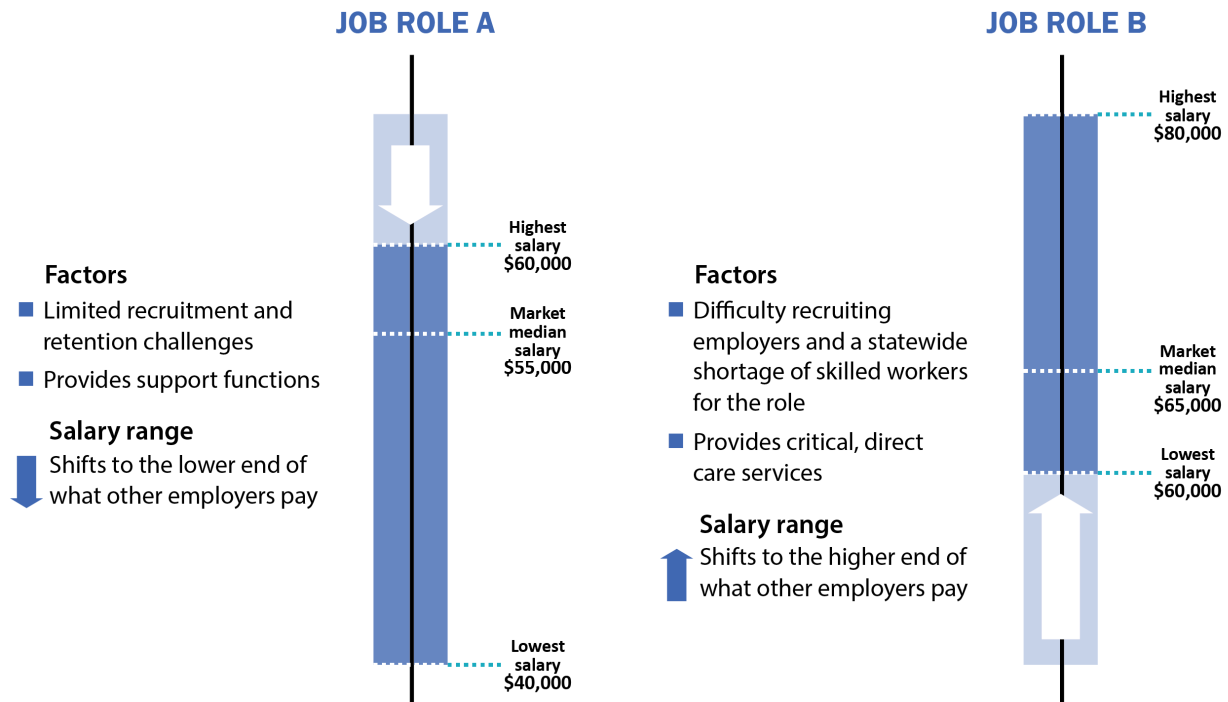 JOB ROLE A
Highest
salary
$60,000
Market
median
salary
$55,000
Lowest
salary
$40,000
Factors
Limited recruitment and
retention challenges
Provides support functions
Salary range
Shifts to the lower end of
what other employers pay
JOB ROLE B
Highest
salary
$80,000
Market
median
salary
$65,000
Lowest
salary
$60,000
Factors
Difficulty recruiting
employers and a statewide
shortage of skilled workers
for the role
Provides critical, direct
care services
Salary range
Shifts to the higher end of
what other employers pay